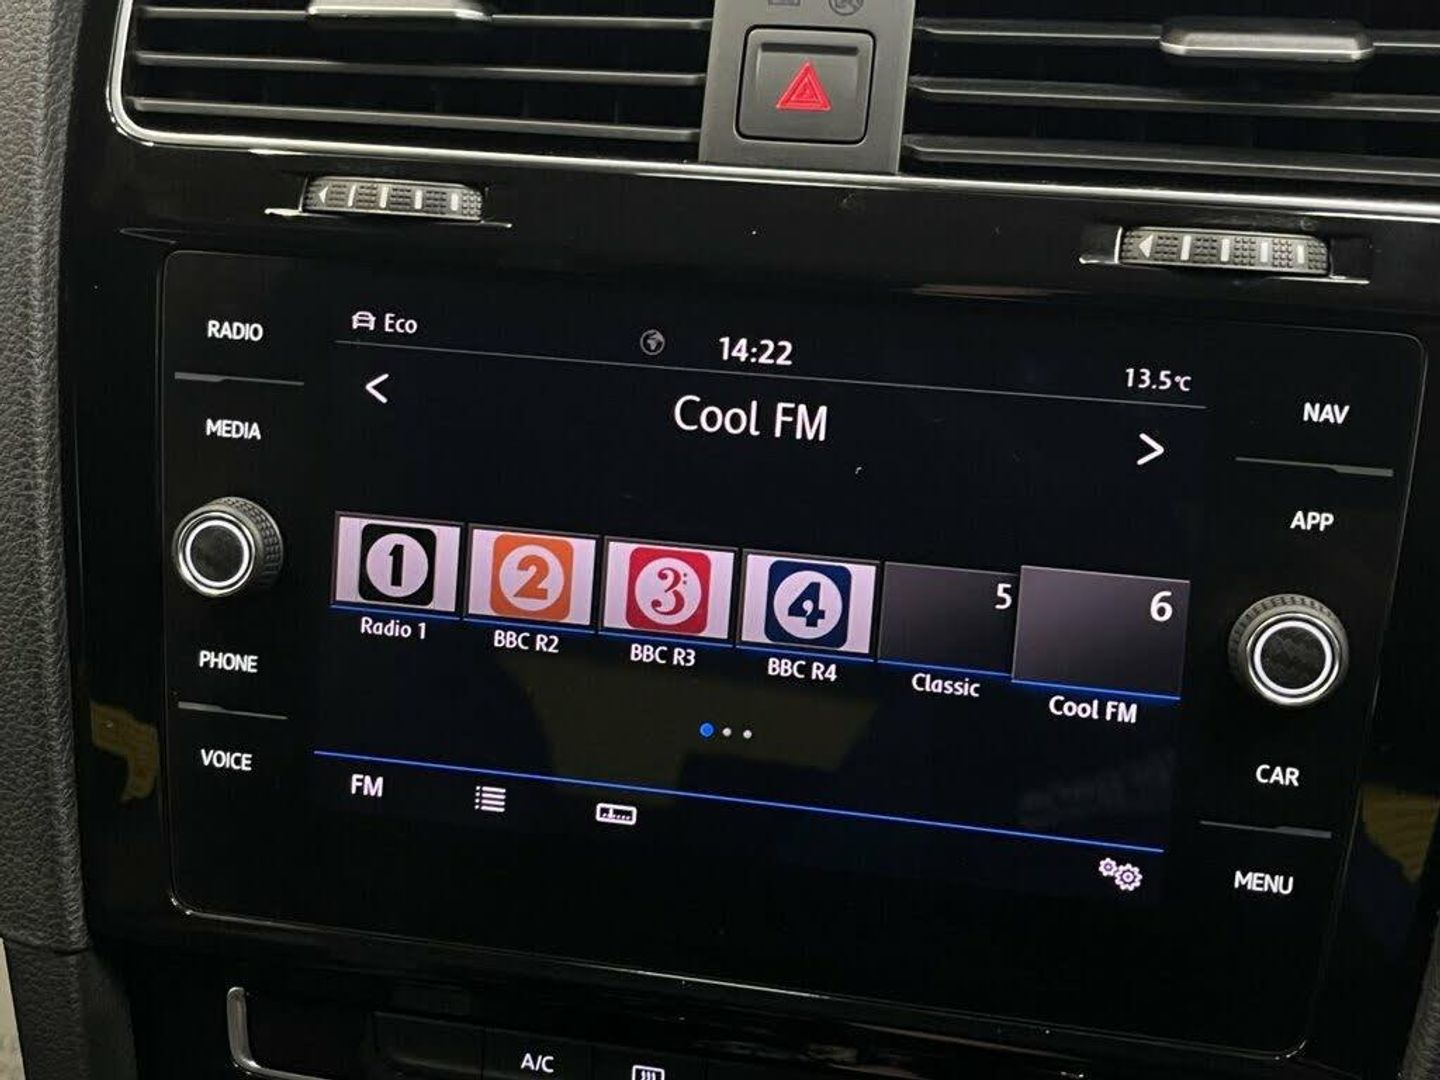 RADIO
MEDIA
PHONE
VOICE
Eco
14:22
13.5°C
<
Cool FM
>
1
2
3
4
5
6
Radio 1
BBC R2
BBC R3
BBC R4
Classic
Cool FM
FM
NAV
APP
CAR
MENU
A/C